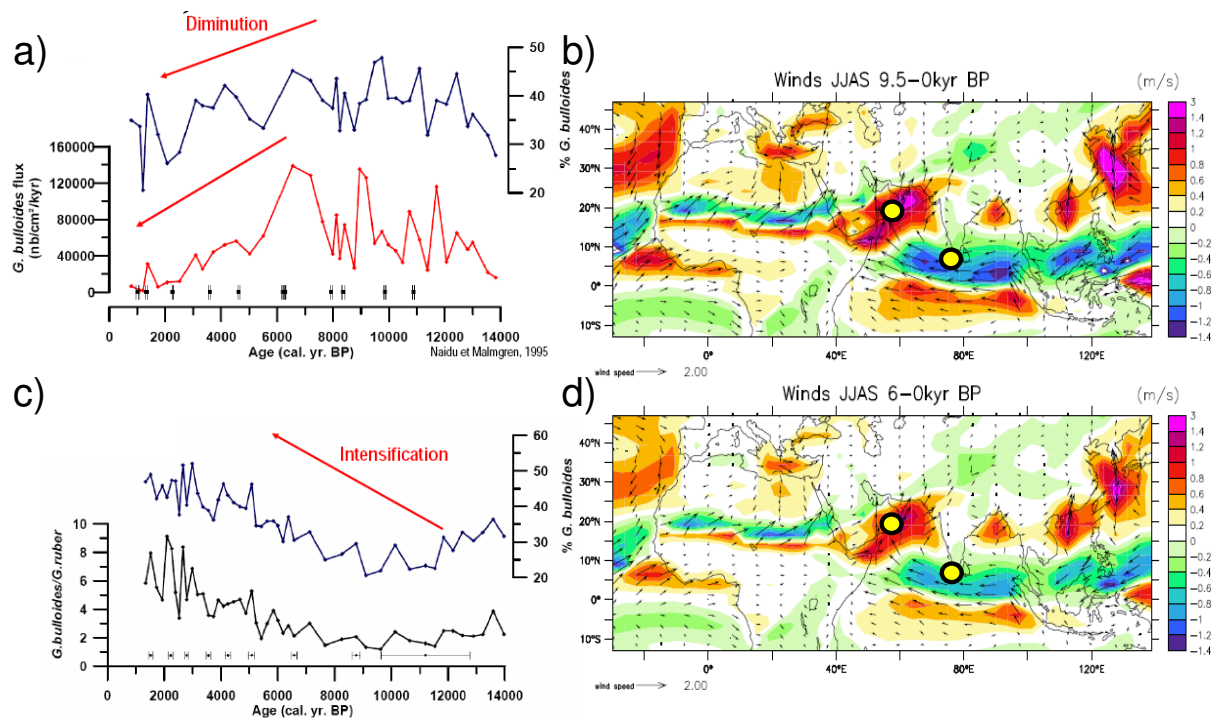 a)
Diminution
50
40
30
20
% G. bulloides
160000
120000
80000
40000
0
G. bulloides flux
(nb/cm²/kyr)
0 2000 4000 6000 8000 10000 12000 14000
Age (cal. yr. BP)
Naidu et Malmgren, 1995
b)
Winds JJAS 9.5-0kyr BP
(m/s)
40°N
30°N
20°N
10°N
0°N
10°S
0° 40°E 80°E 120°E
wind speed 2.00
3
1.4
1.2
1
0.8
0.6
0.4
0.2
0
-0.2
-0.4
-0.6
-0.8
-1
-1.2
-1.4
c)
Intensification
60
50
40
30
20
% G. bulloides
10
8
6
4
2
0
G.bulloides/G.ruber
0 2000 4000 6000 8000 10000 12000 14000
Age (cal. yr. BP)
d)
Winds JJAS 6-0kyr BP
(m/s)
40°N
30°N
20°N
10°N
0°N
10°S
0° 40°E 80°E 120°E
wind speed 2.00
3
1.4
1.2
1
0.8
0.6
0.4
0.2
0
-0.2
-0.4
-0.6
-0.8
-1
-1.2
-1.4